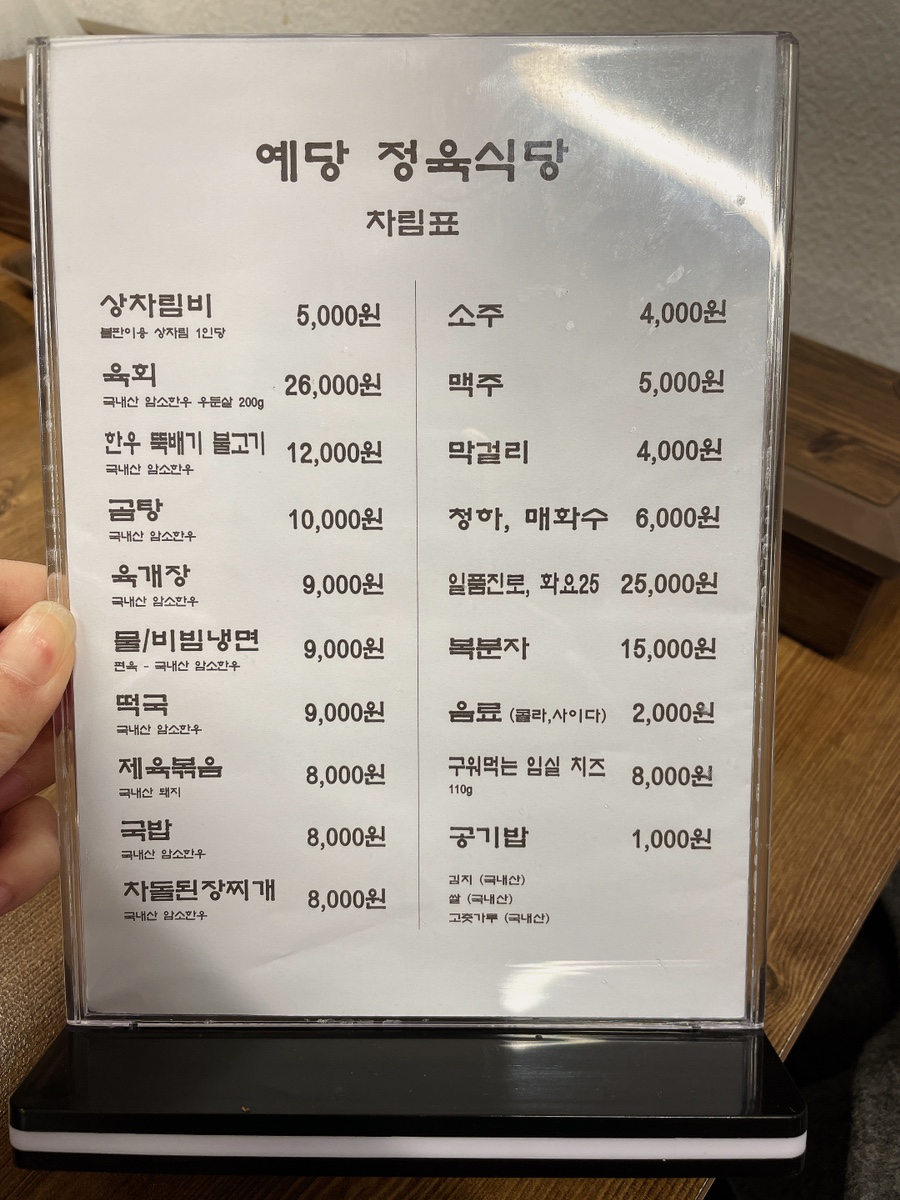 예당 정육식당
차림표
상차림비 5,000원
불판이용 상차림 1인당
육회 26,000원
국내산 암소한우 우둔살 200g
한우 뚝배기 불고기 12,000원
국내산 암소한우
곰탕 10,000원
국내산 암소한우
육개장 9,000원
국내산 암소한우
물/비빔냉면 9,000원
편육 - 국내산 암소한우
떡국 9,000원
국내산 암소한우
제육볶음 8,000원
국내산 돼지
국밥 8,000원
국내산 암소한우
차돌된장찌개 8,000원
국내산 암소한우
소주 4,000원
맥주 5,000원
막걸리 4,000원
청하, 매화수 6,000원
일품진로, 화요25 25,000원
복분자 15,000원
음료 (콜라,사이다) 2,000원
구워먹는 임실 치즈 8,000원
110g
공기밥 1,000원
김치 (국내산)
쌀 (국내산)
고춧가루 (국내산)